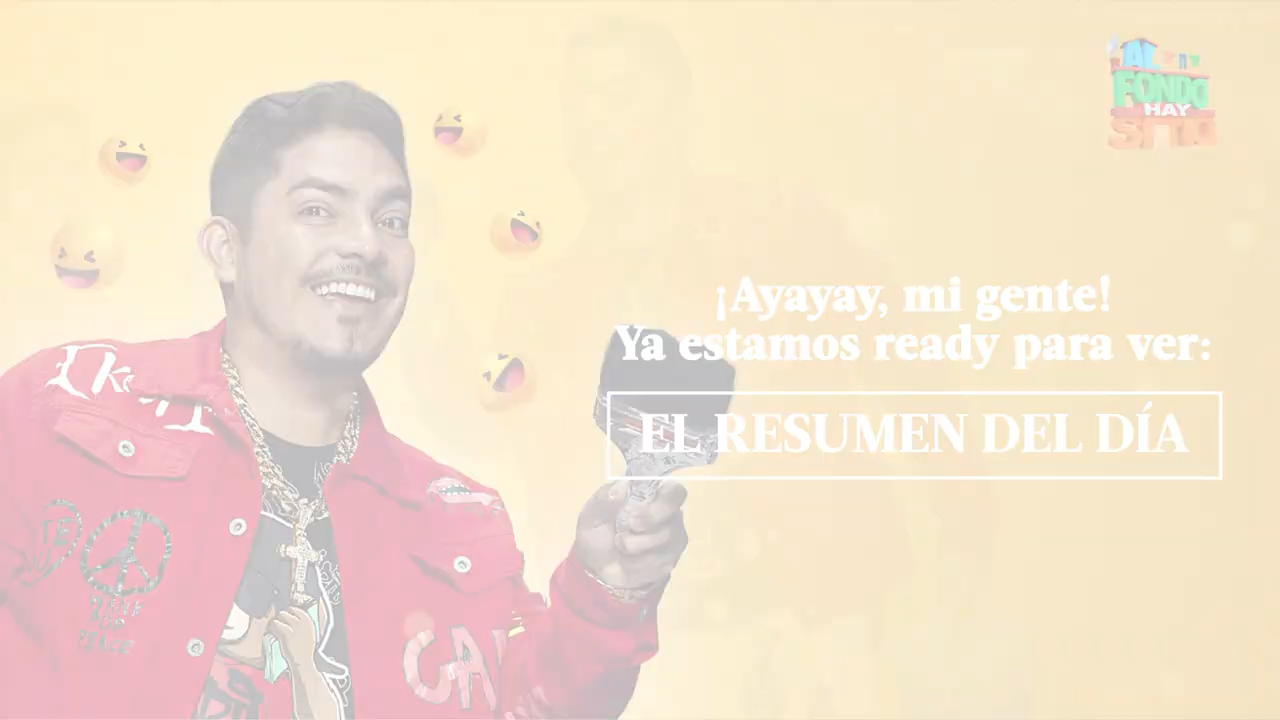 AL
FONDO
HAY
SITIO
¡Ayayay, mi gente!
Ya estamos ready para ver:
EL RESUMEN DEL DÍA